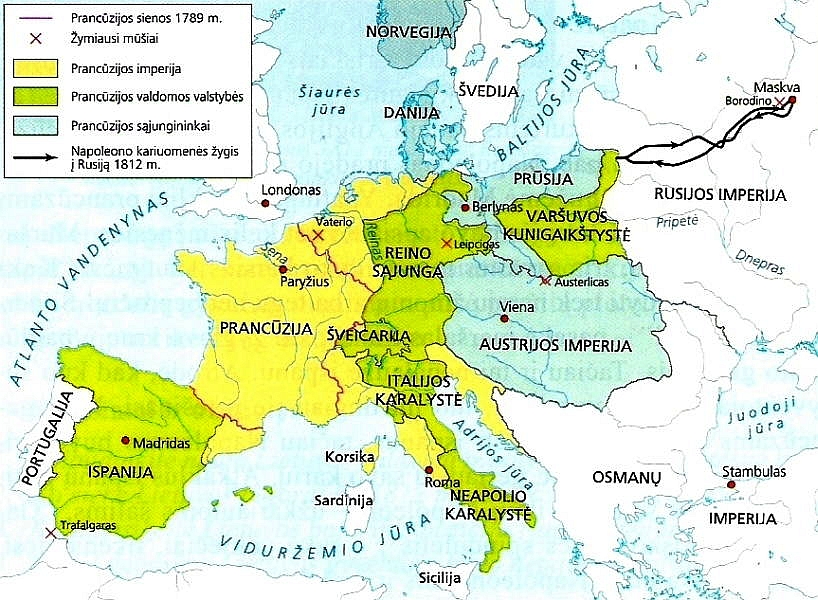 Prancūzijos sienos 1789 m.
Žymiausi mūšiai
Prancūzijos imperija
Prancūzijos valdomos valstybės
Prancūzijos sąjungininkai
Napoleono kariuomenės žygis
į Rusiją 1812 m.
NORVEGIJA
ŠVEDIJA
Šiaurės
jūra
DANIJA
BALTIJOS JŪRA
Maskva
Borodino
PRŪSIJA
RUSIJOS IMPERIJA
Londonas
Berlynas
VARŠUVOS
KUNIGAIKŠTYSTĖ
Pripetė
Dnepras
ATLANTO VANDENYNAS
Vaterlo
Reinas
Leipcigas
REINO
SĄJUNGA
Sena
Paryžius
Austerlicas
PRANCŪZIJA
Viena
ŠVEICARIJA
AUSTRIJOS IMPERIJA
ITALIJOS
KARALYSTĖ
PORTUGALIJA
Madridas
ISPANIJA
Adrijos jūra
Juodoji
jūra
Korsika
Roma
OSMANŲ
Stambulas
IMPERIJA
Sardinija
NEAPOLIO
KARALYSTĖ
Trafalgaras
VIDURŽEMIO JŪRA
Sicilija